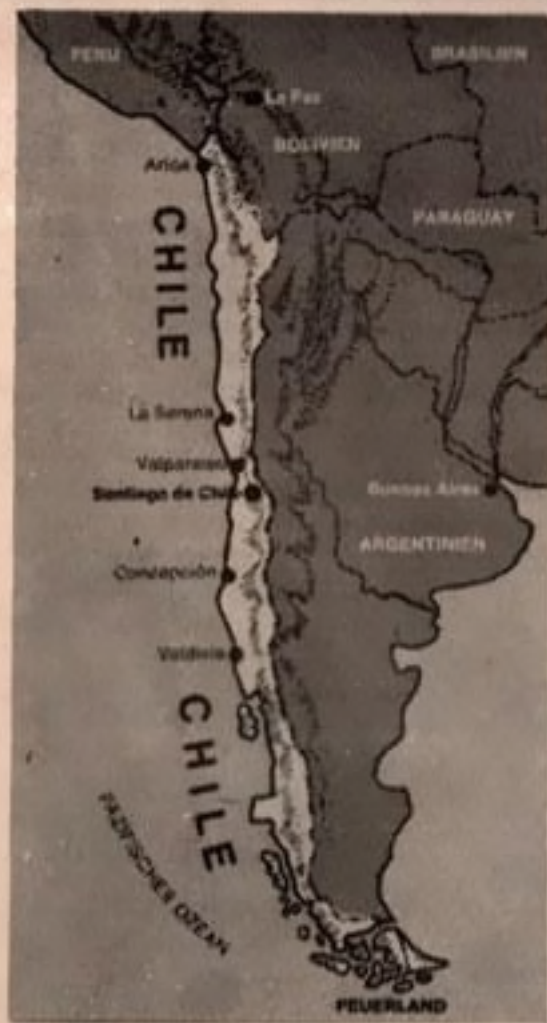 PERU
BRASILIEN
La Paz
BOLIVIEN
Arica
PARAGUAY
CHILE
La Serena
Valparaiso
Santiago de Chile
Buenos Aires
ARGENTINIEN
Concepción
Valdivia
CHILE
PAZIFISCHER OZEAN
FEUERLAND